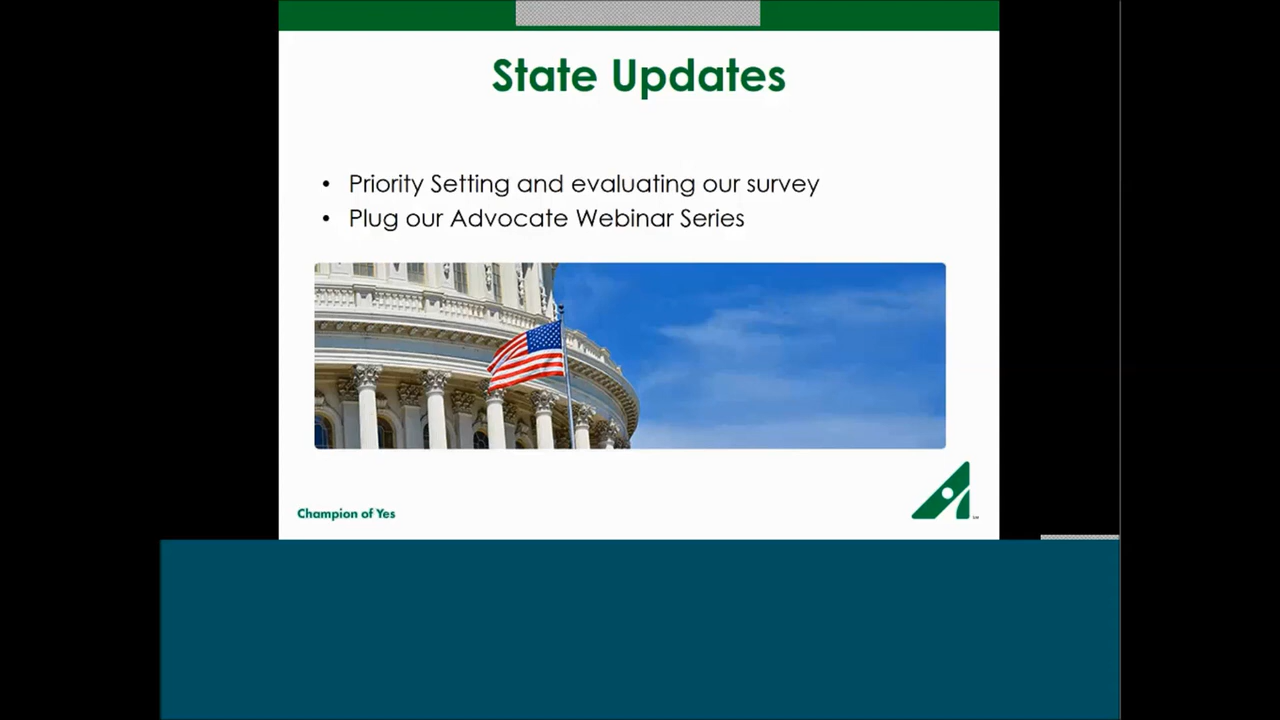 State Updates
• Priority Setting and evaluating our survey
• Plug our Advocate Webinar Series
Champion of Yes